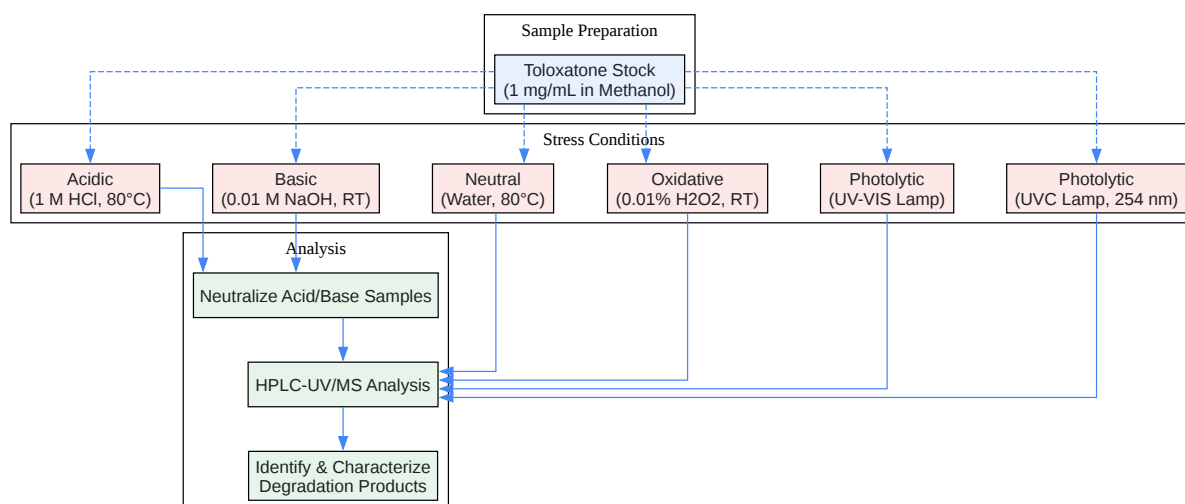 Sample Preparation
Toloxatone Stock
(1 mg/mL in Methanol)
Stress Conditions
Acidic
(1 M HCl, 80°C)
Basic
(0.01 M NaOH, RT)
Neutral
(Water, 80°C)
Oxidative
(0.01% H2O2, RT)
Photolytic
(UV-VIS Lamp)
Photolytic
(UVC Lamp, 254 nm)
Analysis
Neutralize Acid/Base Samples
HPLC-UV/MS Analysis
Identify & Characterize
Degradation Products